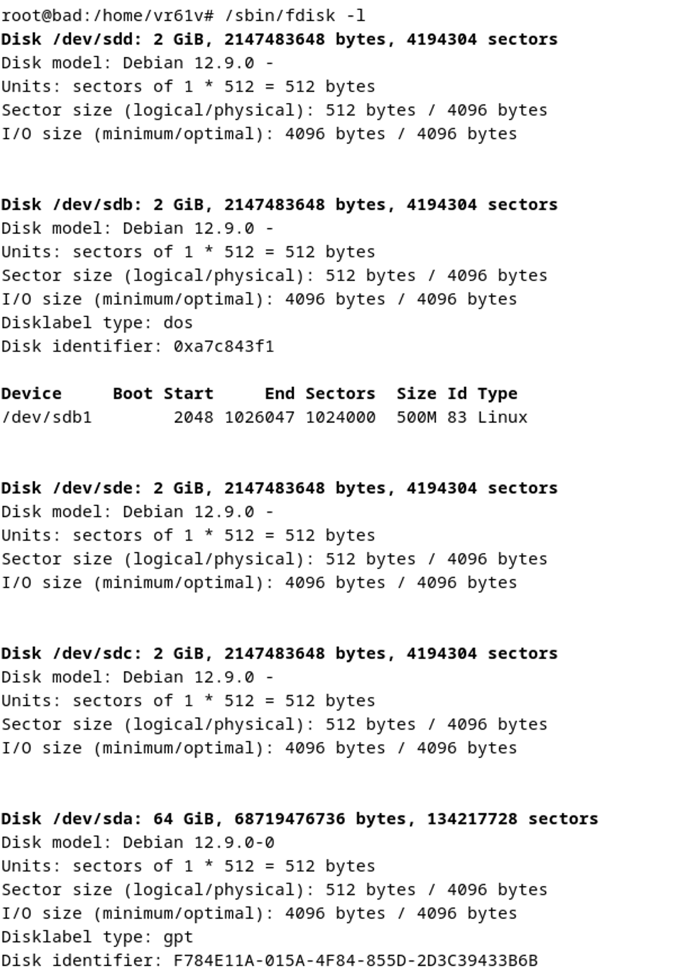 root@bad:/home/vr61v# /sbin/fdisk -l
Disk /dev/sdd: 2 GiB, 2147483648 bytes, 4194304 sectors
Disk model: Debian 12.9.0 -
Units: sectors of 1 * 512 = 512 bytes
Sector size (logical/physical): 512 bytes / 4096 bytes
I/O size (minimum/optimal): 4096 bytes / 4096 bytes
Disk /dev/sdb: 2 GiB, 2147483648 bytes, 4194304 sectors
Disk model: Debian 12.9.0 -
Units: sectors of 1 * 512 = 512 bytes
Sector size (logical/physical): 512 bytes / 4096 bytes
I/O size (minimum/optimal): 4096 bytes / 4096 bytes
Disklabel type: dos
Disk identifier: 0xa7c843f1
Device     Boot Start     End Sectors  Size Id Type
/dev/sdb1        2048 1026047 1024000  500M 83 Linux
Disk /dev/sde: 2 GiB, 2147483648 bytes, 4194304 sectors
Disk model: Debian 12.9.0 -
Units: sectors of 1 * 512 = 512 bytes
Sector size (logical/physical): 512 bytes / 4096 bytes
I/O size (minimum/optimal): 4096 bytes / 4096 bytes
Disk /dev/sdc: 2 GiB, 2147483648 bytes, 4194304 sectors
Disk model: Debian 12.9.0 -
Units: sectors of 1 * 512 = 512 bytes
Sector size (logical/physical): 512 bytes / 4096 bytes
I/O size (minimum/optimal): 4096 bytes / 4096 bytes
Disk /dev/sda: 64 GiB, 68719476736 bytes, 134217728 sectors
Disk model: Debian 12.9.0-0
Units: sectors of 1 * 512 = 512 bytes
Sector size (logical/physical): 512 bytes / 4096 bytes
I/O size (minimum/optimal): 4096 bytes / 4096 bytes
Disklabel type: gpt
Disk identifier: F784E11A-015A-4F84-855D-2D3C39433B6B